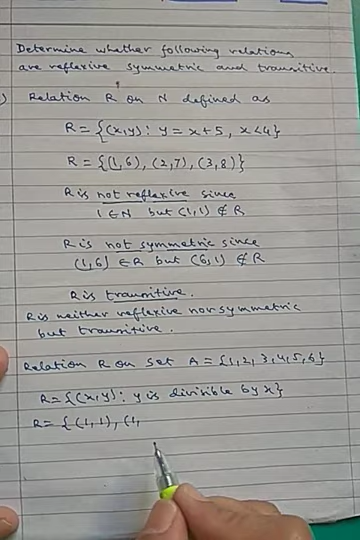 Determine whether following relations
are reflexive symmetric and transitive.
) Relation R on N defined as
R = {(x,y): y = x+5, x<4}
R = {(1,6), (2,7), (3,8)}
R is not reflexive since
1 ∈ N but (1,1) ∉ R
R is not symmetric since
(1,6) ∈ R but (6,1) ∉ R
R is transitive.
R is neither reflexive nor symmetric
but transitive.
Relation R on set A = {1,2,3,4,5,6}
R = {(x,y): y is divisible by x}
R = {(1,1), (1,